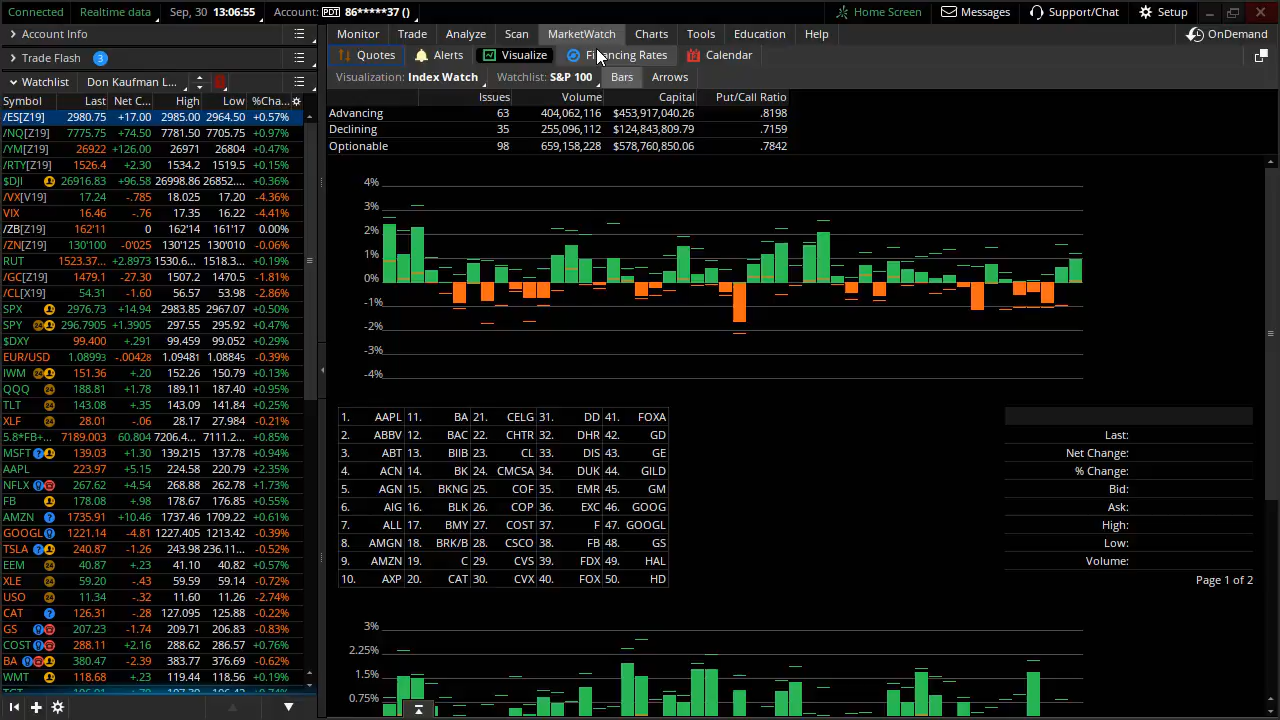 Connected Realtime data Sep, 30 13:06:55 Account: PDT 86*****37 () Home Screen Messages Support/Chat Setup
Account Info
Trade Flash 3
Watchlist Don Kaufman L...
Symbol Last Net C... High Low %Cha...
/ES[Z19] 2980.75 +17.00 2985.00 2964.50 +0.57%
/NQ[Z19] 7775.75 +74.50 7781.50 7705.75 +0.97%
/YM[Z19] 26922 +126.00 26971 26804 +0.47%
/RTY[Z19] 1526.4 +2.30 1534.2 1519.5 +0.15%
$DJI 26916.83 +96.58 26998.86 26852.... +0.36%
/VX[V19] 17.24 -.785 18.025 17.20 -4.36%
VIX 16.46 -.76 17.35 16.22 -4.41%
/ZB[Z19] 162'11 0 162'14 161'17 0.00%
/ZN[Z19] 130'100 -0'025 130'125 130'010 -0.06%
RUT 1523.37... +2.8973 1530.6... 1518.3... +0.19%
/GC[Z19] 1479.1 -27.30 1507.2 1470.5 -1.81%
/CL[X19] 54.31 -1.60 56.57 53.98 -2.86%
SPX 2976.73 +14.94 2983.85 2967.07 +0.50%
SPY 296.7905 +1.3905 297.55 295.92 +0.47%
$DXY 99.400 +.291 99.459 99.052 +0.29%
EUR/USD 1.08993 -.00428 1.09481 1.08845 -0.39%
IWM 151.36 +.20 152.26 150.79 +0.13%
QQQ 188.81 +1.78 189.11 187.40 +0.95%
TLT 143.08 +.35 143.09 141.84 +0.25%
XLF 28.01 -.06 28.17 27.984 -0.21%
5.8*FB+... 7189.003 60.804 7206.4... 7111.2... +0.85%
MSFT 139.03 +1.30 139.215 137.78 +0.94%
AAPL 223.97 +5.15 224.58 220.79 +2.35%
NFLX 267.62 +4.54 268.88 262.78 +1.73%
FB 178.08 +.98 178.67 176.85 +0.55%
AMZN 1735.91 +10.46 1737.46 1709.22 +0.61%
GOOGL 1221.14 -4.81 1227.405 1213.42 -0.39%
TSLA 240.87 -1.26 243.98 236.11... -0.52%
EEM 40.87 +.23 41.10 40.82 +0.57%
XLE 59.20 -.43 59.59 59.14 -0.72%
USO 11.34 -.32 11.60 11.26 -2.74%
CAT 126.31 -.28 127.095 125.88 -0.22%
GS 207.23 -1.74 209.71 206.83 -0.83%
COST 288.11 +2.16 288.62 286.57 +0.76%
BA 380.47 -2.39 383.77 376.69 -0.62%
WMT 118.68 +.23 119.44 118.56 +0.19%
Monitor Trade Analyze Scan MarketWatch Charts Tools Education Help OnDemand
Quotes Alerts Visualize Financing Rates Calendar
Visualization: Index Watch Watchlist: S&P 100 Bars Arrows
Issues Volume Capital Put/Call Ratio
Advancing 63 404,062,116 $453,917,040.26 .8198
Declining 35 255,096,112 $124,843,809.79 .7159
Optionable 98 659,158,228 $578,760,850.06 .7842
4%
3%
2%
1%
0%
-1%
-2%
-3%
-4%
1. AAPL 11. BA 21. CELG 31. DD 41. FOXA
2. ABBV 12. BAC 22. CHTR 32. DHR 42. GD
3. ABT 13. BIIB 23. CL 33. DIS 43. GE
4. ACN 14. BK 24. CMCSA 34. DUK 44. GILD
5. AGN 15. BKNG 25. COF 35. EMR 45. GM
6. AIG 16. BLK 26. COP 36. EXC 46. GOOG
7. ALL 17. BMY 27. COST 37. F 47. GOOGL
8. AMGN 18. BRK/B 28. CSCO 38. FB 48. GS
9. AMZN 19. C 29. CVS 39. FDX 49. HAL
10. AXP 20. CAT 30. CVX 40. FOX 50. HD
Last:
Net Change:
% Change:
Bid:
Ask:
High:
Low:
Volume:
Page 1 of 2
3%
2.25%
1.5%
0.75%